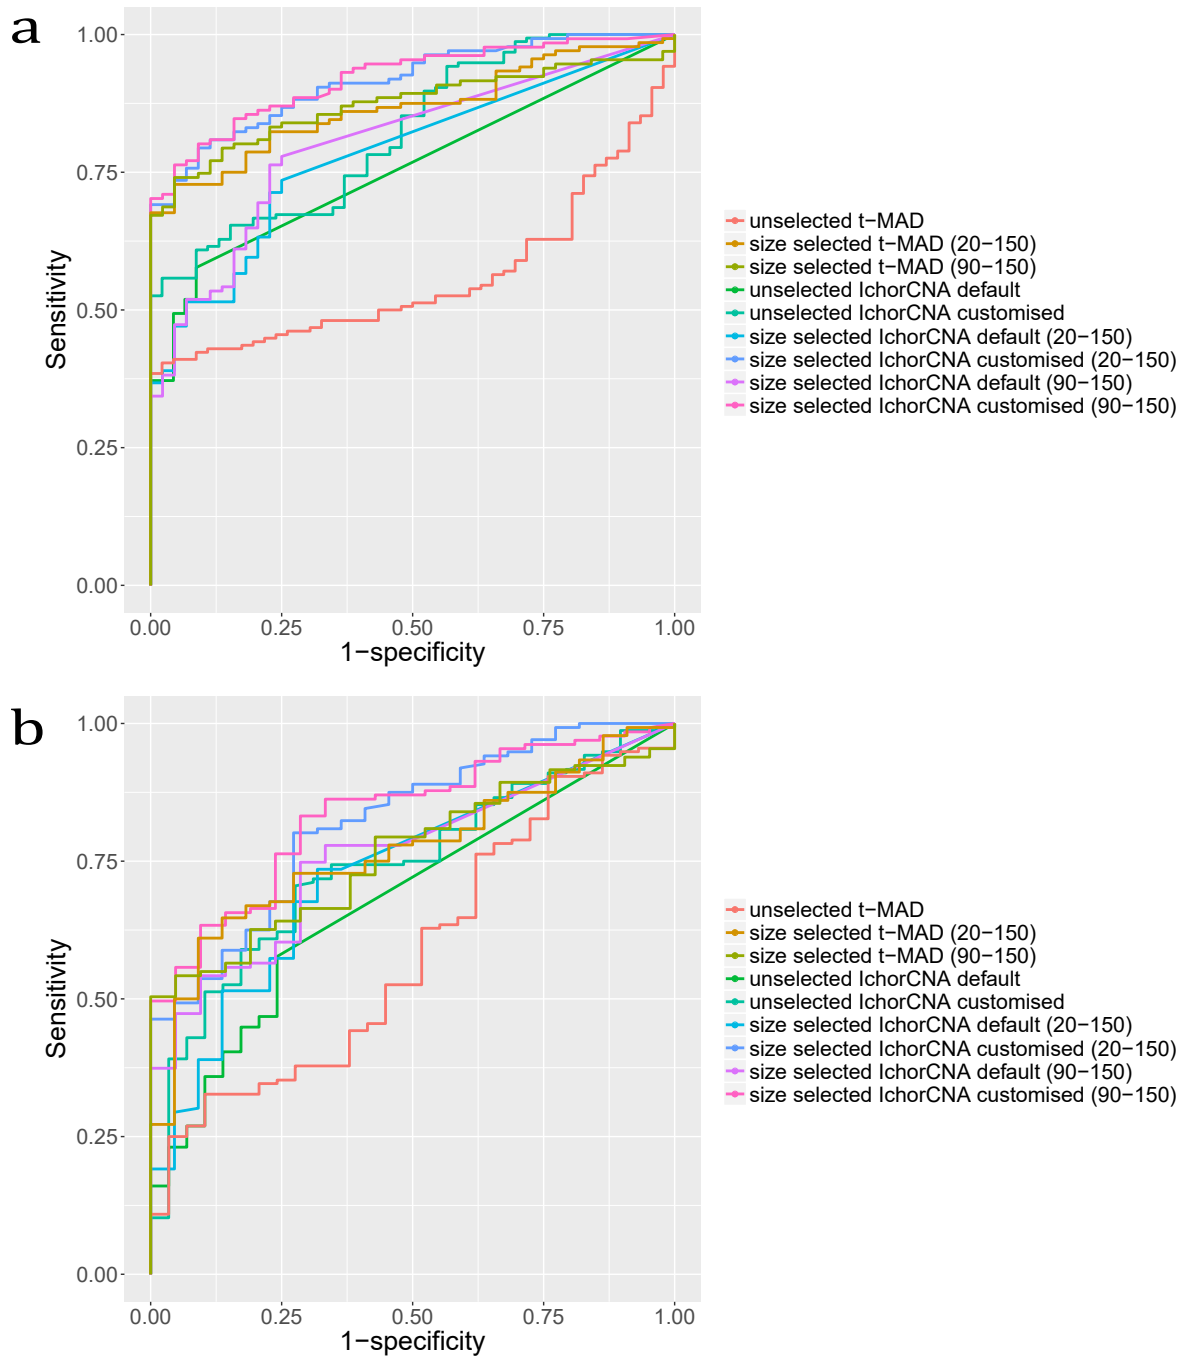 a
1.00
0.75
0.50
0.25
0.00
Sensitivity
0.00 0.25 0.50 0.75 1.00
1−specificity
unselected t−MAD
size selected t−MAD (20−150)
size selected t−MAD (90−150)
unselected IchorCNA default
unselected IchorCNA customised
size selected IchorCNA default (20−150)
size selected IchorCNA customised (20−150)
size selected IchorCNA default (90−150)
size selected IchorCNA customised (90−150)
b
1.00
0.75
0.50
0.25
0.00
Sensitivity
0.00 0.25 0.50 0.75 1.00
1−specificity
unselected t−MAD
size selected t−MAD (20−150)
size selected t−MAD (90−150)
unselected IchorCNA default
unselected IchorCNA customised
size selected IchorCNA default (20−150)
size selected IchorCNA customised (20−150)
size selected IchorCNA default (90−150)
size selected IchorCNA customised (90−150)